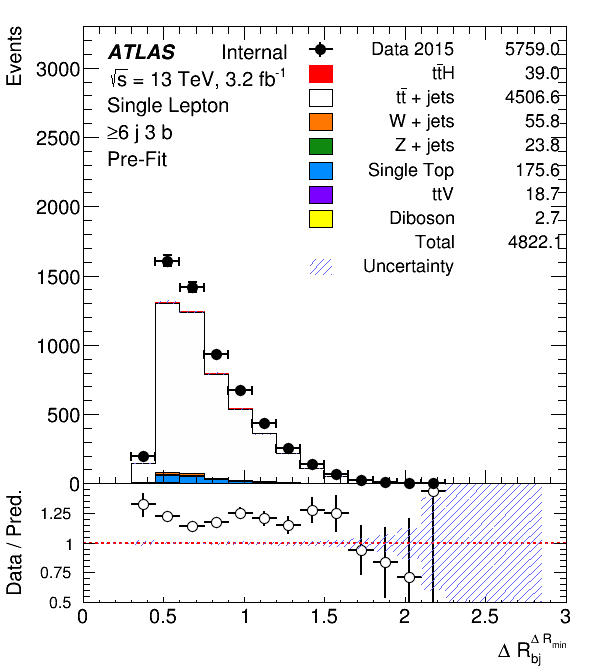 Events
3000
2500
2000
1500
1000
500
0
ATLAS Internal
√s = 13 TeV, 3.2 fb⁻¹
Single Lepton
≥6 j 3 b
Pre-Fit
Data 2015 5759.0
tt̄H 39.0
tt̄ + jets 4506.6
W + jets 55.8
Z + jets 23.8
Single Top 175.6
ttV 18.7
Diboson 2.7
Total 4822.1
Uncertainty
Data / Pred.
1.25
1
0.75
0.5
0 0.5 1 1.5 2 2.5 3
Δ R_bj^Δ R_min